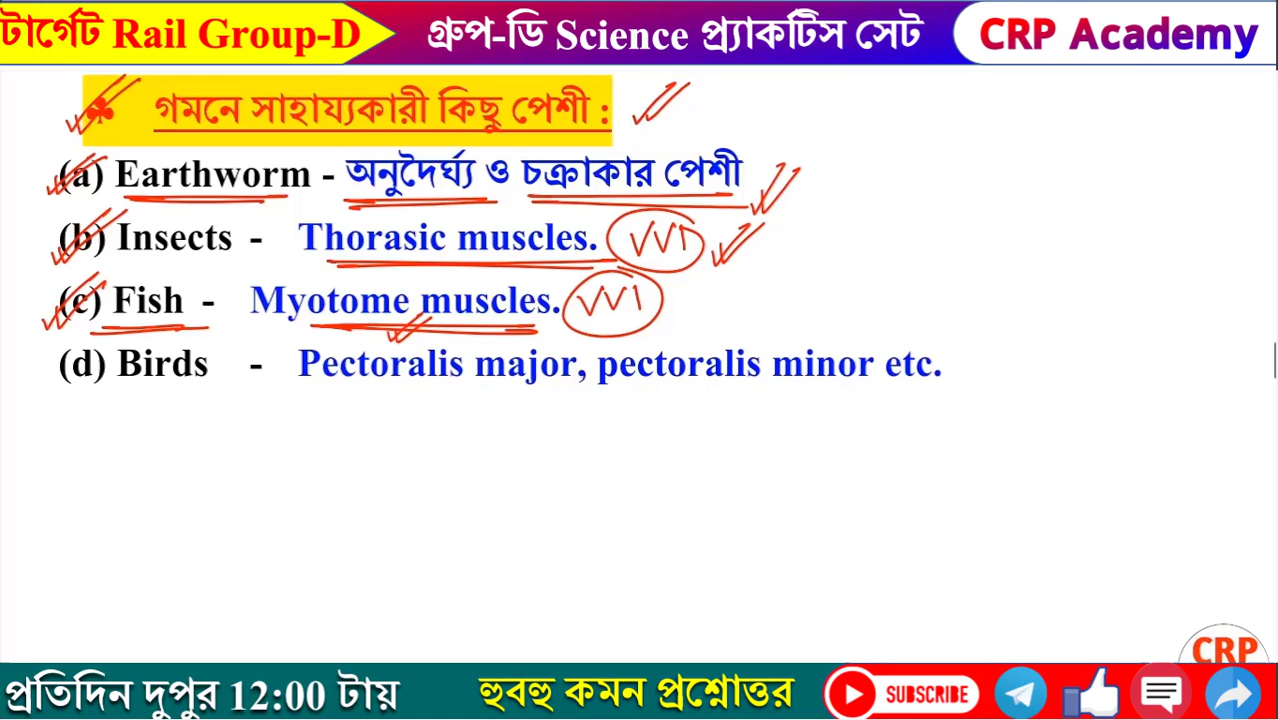 টার্গেট Rail Group-D
গ্রুপ-ডি Science প্র্যাকটিস সেট
CRP Academy
♣ গমনে সাহায্যকারী কিছু পেশী :
(a) Earthworm - অনুদৈর্ঘ্য ও চক্রাকার পেশী
(b) Insects - Thorasic muscles. VVI
(c) Fish - Myotome muscles. VVI
(d) Birds - Pectoralis major, pectoralis minor etc.
CRP
প্রতিদিন দুপুর 12:00 টায়
হুবহু কমন প্রশ্নোত্তর
SUBSCRIBE